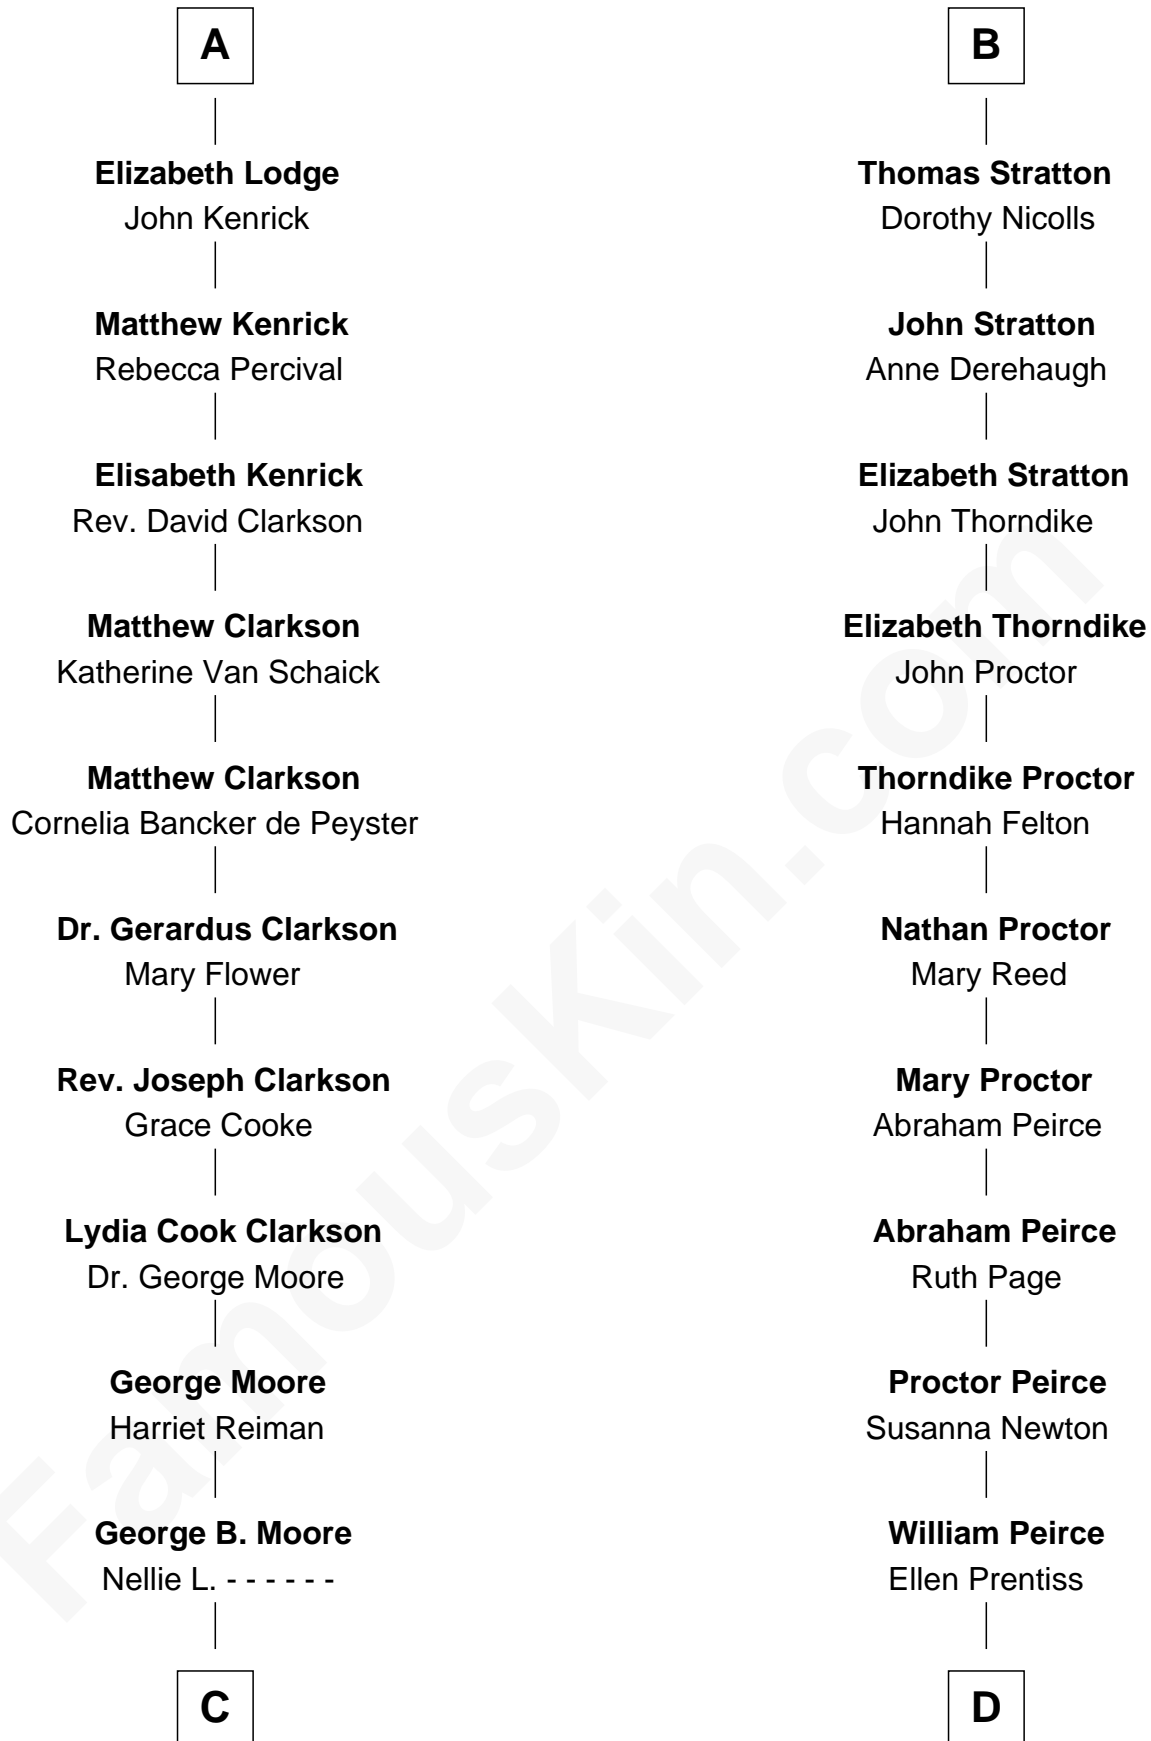 A
Elizabeth Lodge
John Kenrick
Matthew Kenrick
Rebecca Percival
Elisabeth Kenrick
Rev. David Clarkson
Matthew Clarkson
Katherine Van Schaick
Matthew Clarkson
Cornelia Bancker de Peyster
Dr. Gerardus Clarkson
Mary Flower
Rev. Joseph Clarkson
Grace Cooke
Lydia Cook Clarkson
Dr. George Moore
George Moore
Harriet Reiman
George B. Moore
Nellie L. - - - - - -
C
B
Thomas Stratton
Dorothy Nicolls
John Stratton
Anne Derehaugh
Elizabeth Stratton
John Thorndike
Elizabeth Thorndike
John Proctor
Thorndike Proctor
Hannah Felton
Nathan Proctor
Mary Reed
Mary Proctor
Abraham Peirce
Abraham Peirce
Ruth Page
Proctor Peirce
Susanna Newton
William Peirce
Ellen Prentiss
D
FamousKin.com